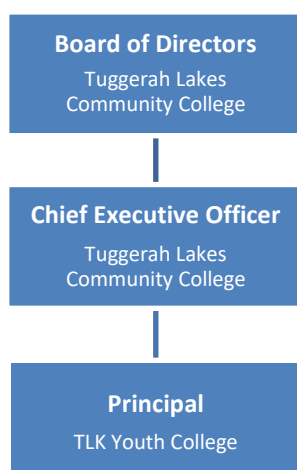 Board of Directors
Tuggerah Lakes
Community College
Chief Executive Officer
Tuggerah Lakes
Community College
Principal
TLK Youth College